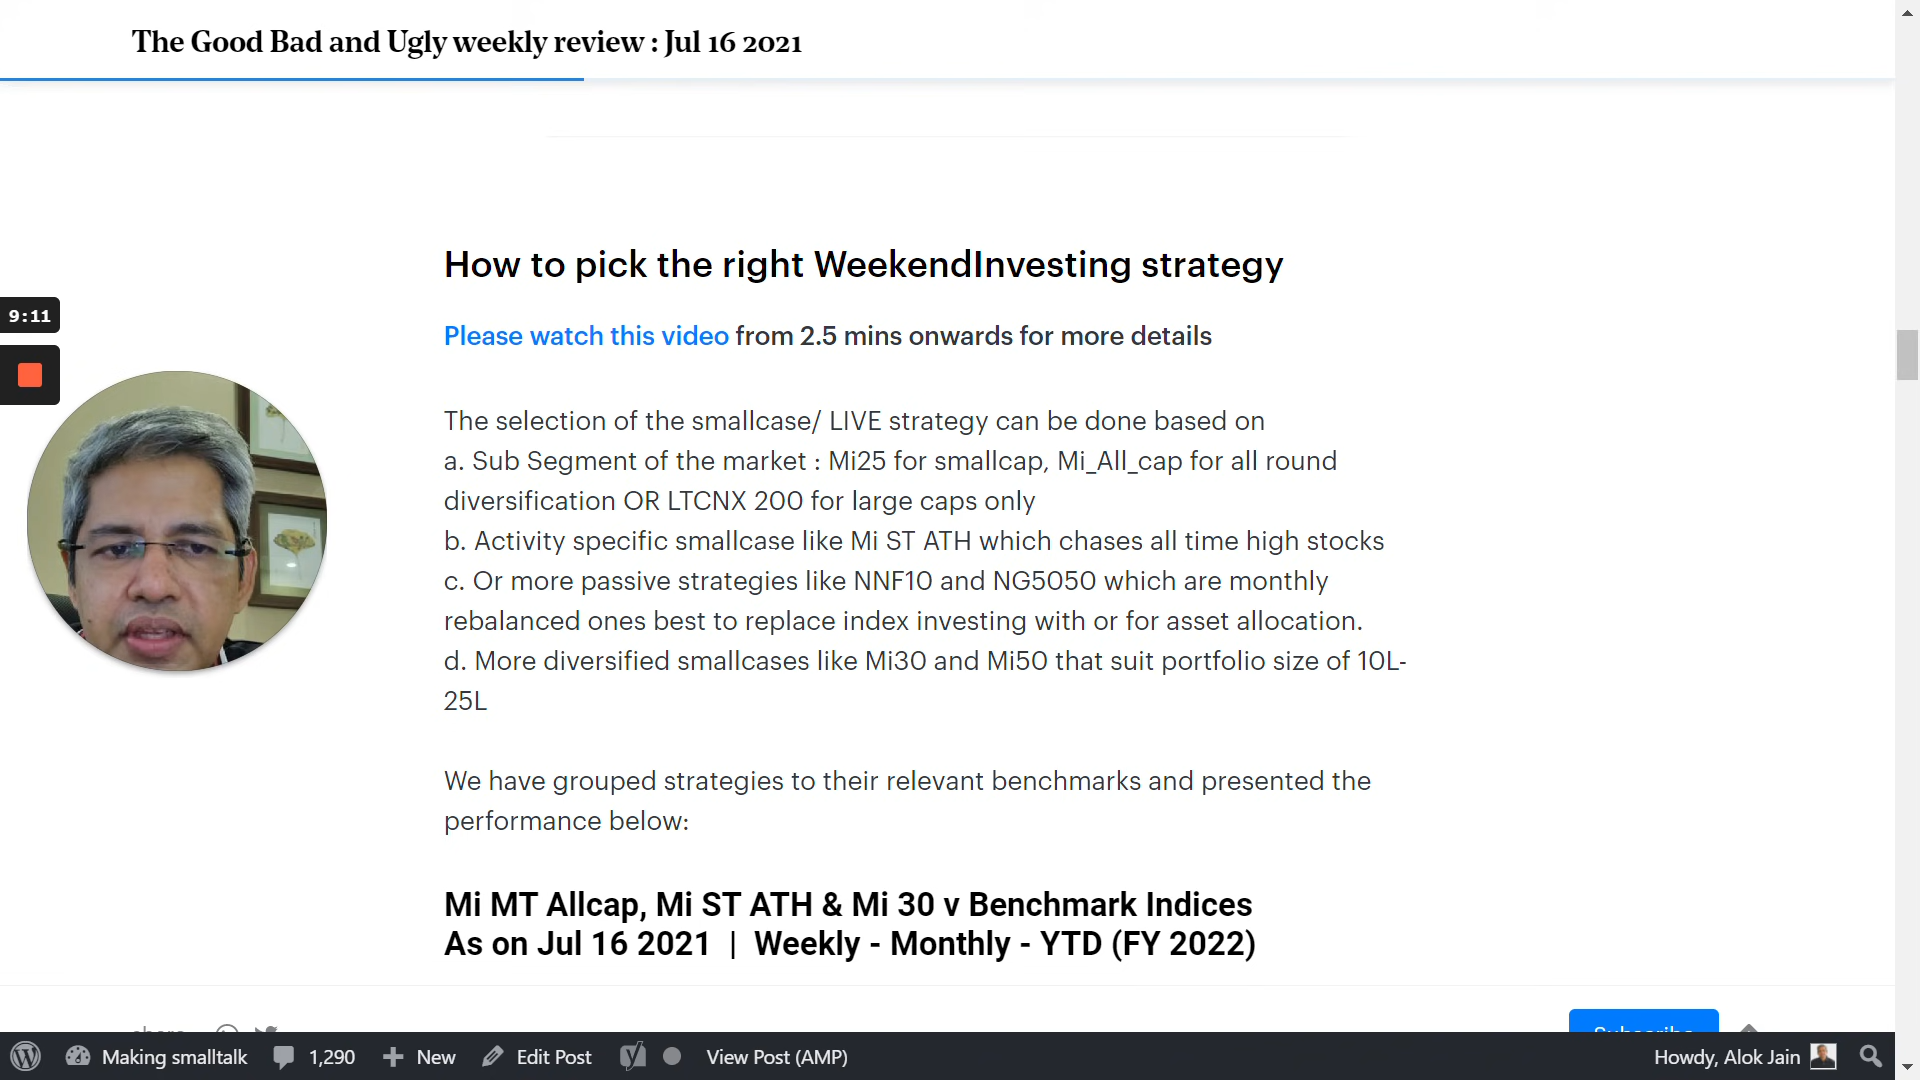 The Good Bad and Ugly weekly review : Jul 16 2021
How to pick the right WeekendInvesting strategy
9:11
Please watch this video from 2.5 mins onwards for more details
The selection of the smallcase/ LIVE strategy can be done based on
a. Sub Segment of the market : Mi25 for smallcap, Mi_All_cap for all round
diversification OR LTCNX 200 for large caps only
b. Activity specific smallcase like Mi ST ATH which chases all time high stocks
c. Or more passive strategies like NNF10 and NG5050 which are monthly
rebalanced ones best to replace index investing with or for asset allocation.
d. More diversified smallcases like Mi30 and Mi50 that suit portfolio size of 10L-
25L
We have grouped strategies to their relevant benchmarks and presented the
performance below:
Mi MT Allcap, Mi ST ATH & Mi 30 v Benchmark Indices
As on Jul 16 2021 | Weekly - Monthly - YTD (FY 2022)
share
Subscribe
Making smalltalk 1,290 New Edit Post View Post (AMP) Howdy, Alok Jain